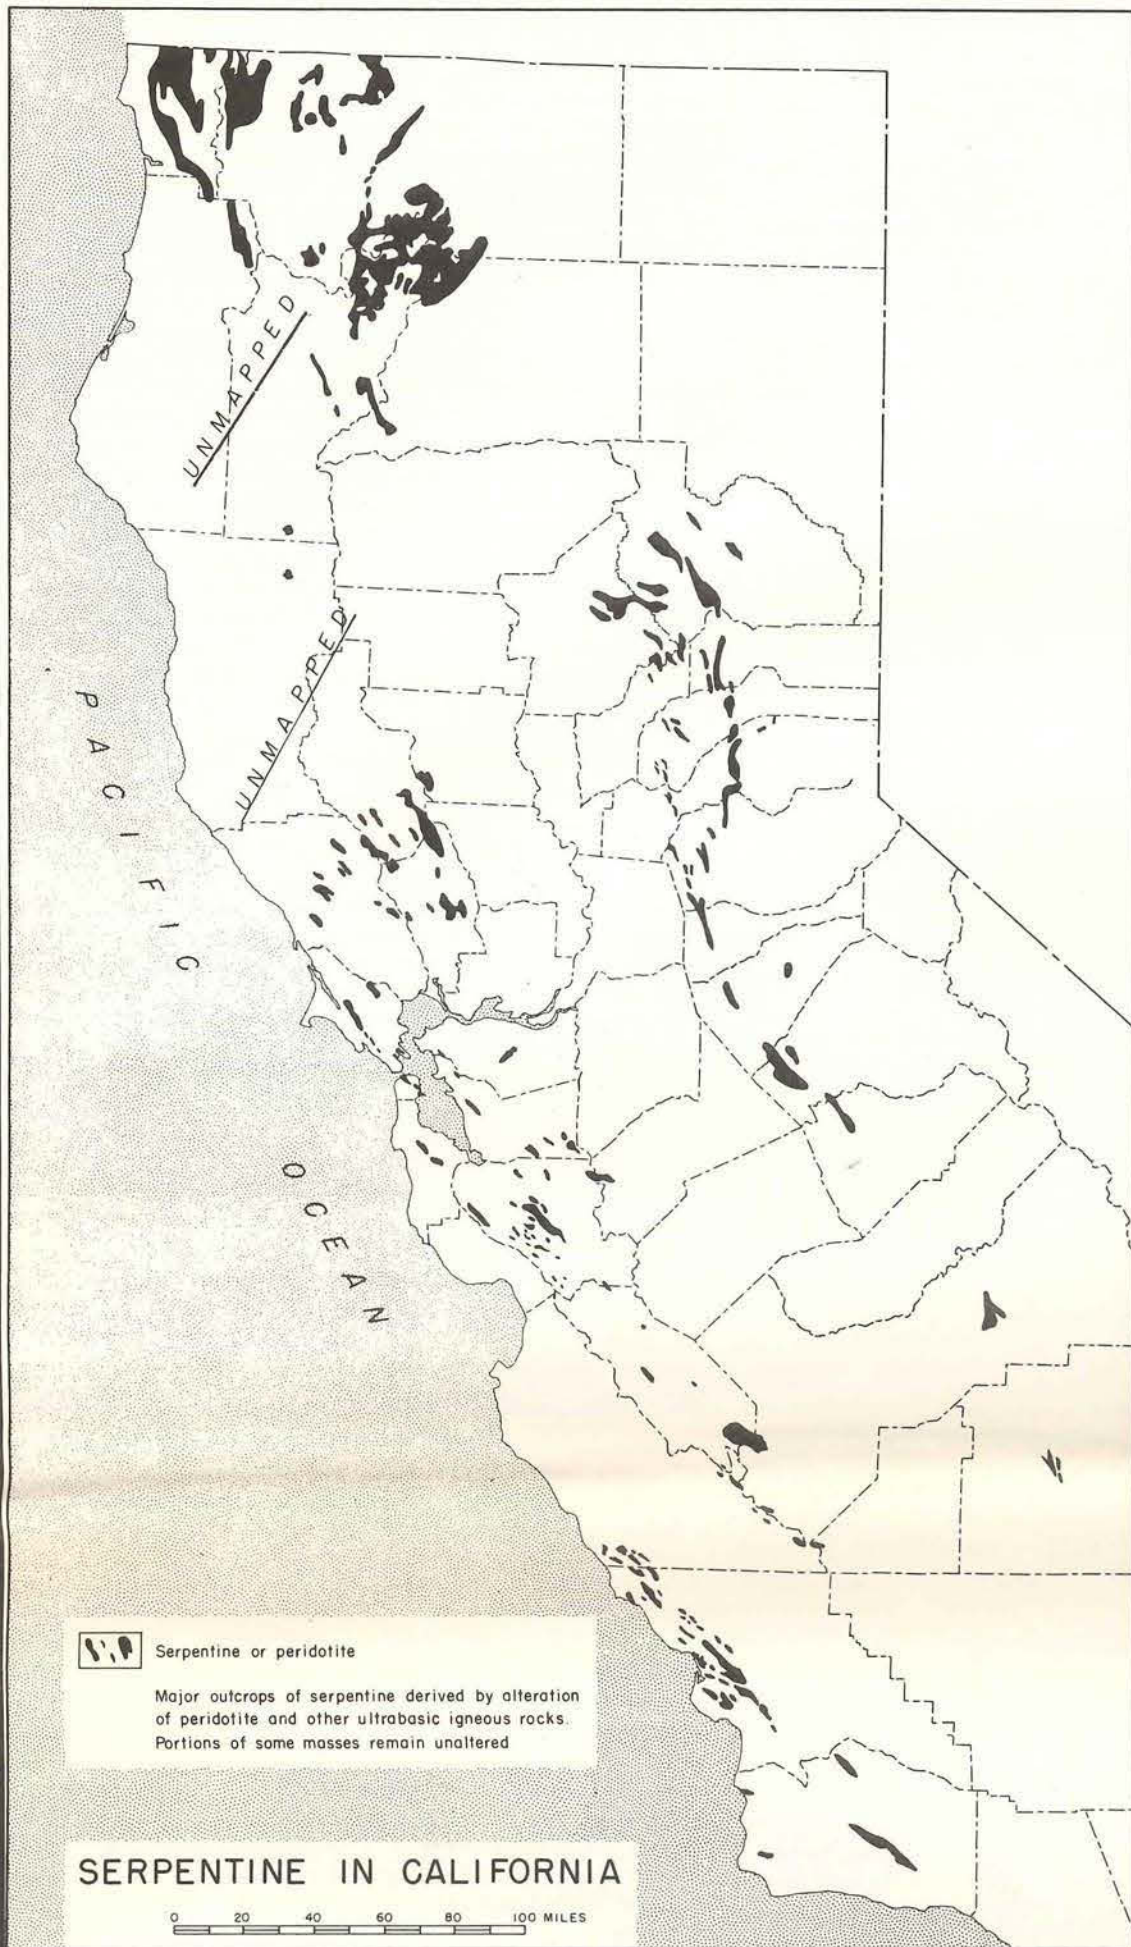 UNMAPPED
UNMAPPED
PACIFIC
OCEAN
Serpentine or peridotite
Major outcrops of serpentine derived by alteration
of peridotite and other ultrabasic igneous rocks.
Portions of some masses remain unaltered
SERPENTINE IN CALIFORNIA
0 20 40 60 80 100 MILES